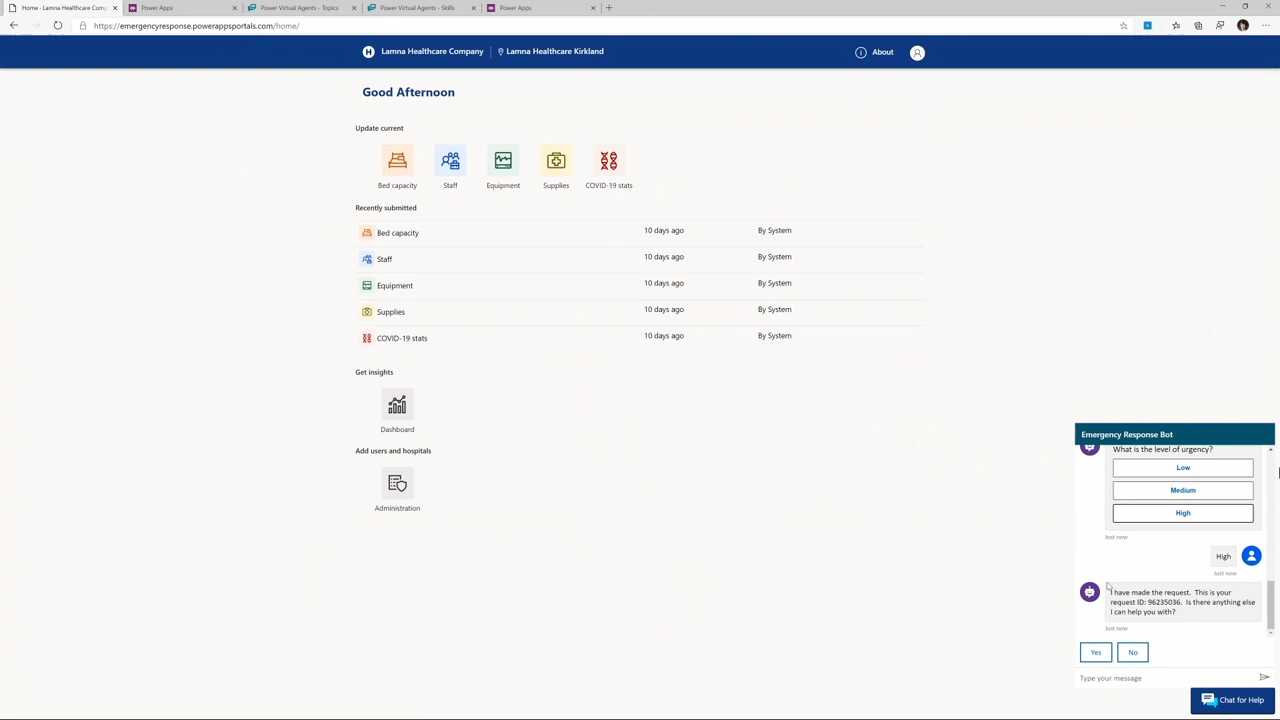 Home - Lamna Healthcare Comp
Power Apps
Power Virtual Agents - Topics
Power Virtual Agents - Skills
Power Apps
https://emergencyresponse.powerappsportals.com/home/
H Lamna Healthcare Company
Lamna Healthcare Kirkland
About
Good Afternoon
Update current
Bed capacity
Staff
Equipment
Supplies
COVID-19 stats
Recently submitted
Bed capacity 10 days ago By System
Staff 10 days ago By System
Equipment 10 days ago By System
Supplies 10 days ago By System
COVID-19 stats 10 days ago By System
Get insights
Dashboard
Add users and hospitals
Administration
Emergency Response Bot
What is the level of urgency?
Low
Medium
High
Just now
High
Just now
I have made the request. This is your
request ID: 96235036. Is there anything else
I can help you with?
Just now
Yes
No
Type your message
Chat for Help